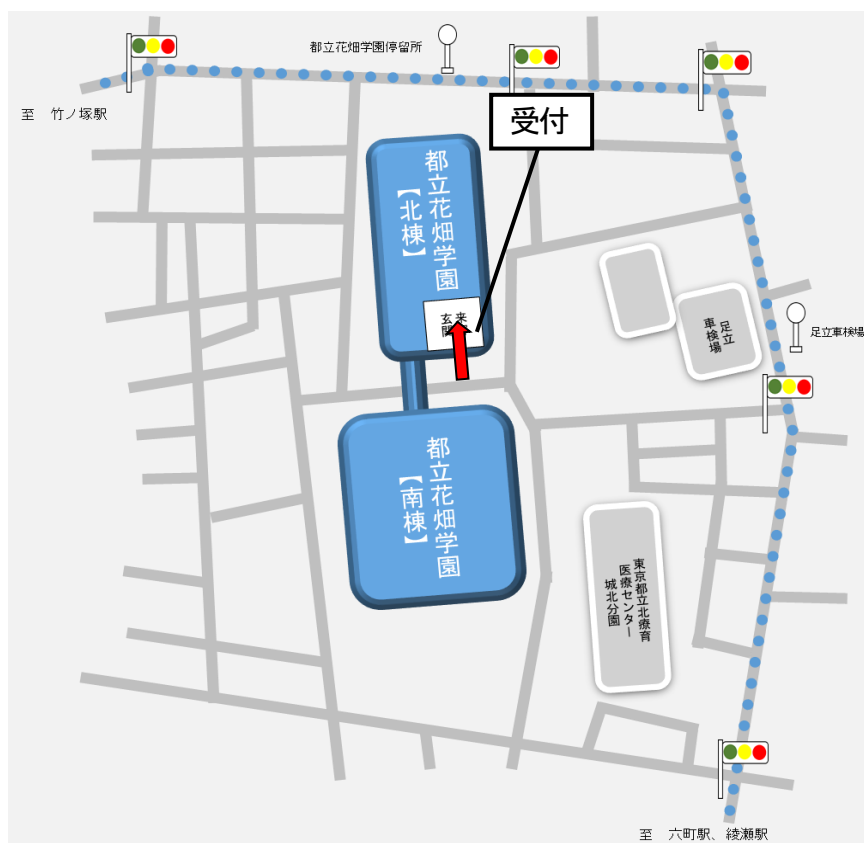 都立花畑学園停留所
至　竹ノ塚駅
受付
都立花畑学園
【北棟】
来
玄関
足立
車検場
足立車検場
都立花畑学園
【南棟】
東京都立北療育
医療センター
城北分園
至　六町駅、綾瀬駅